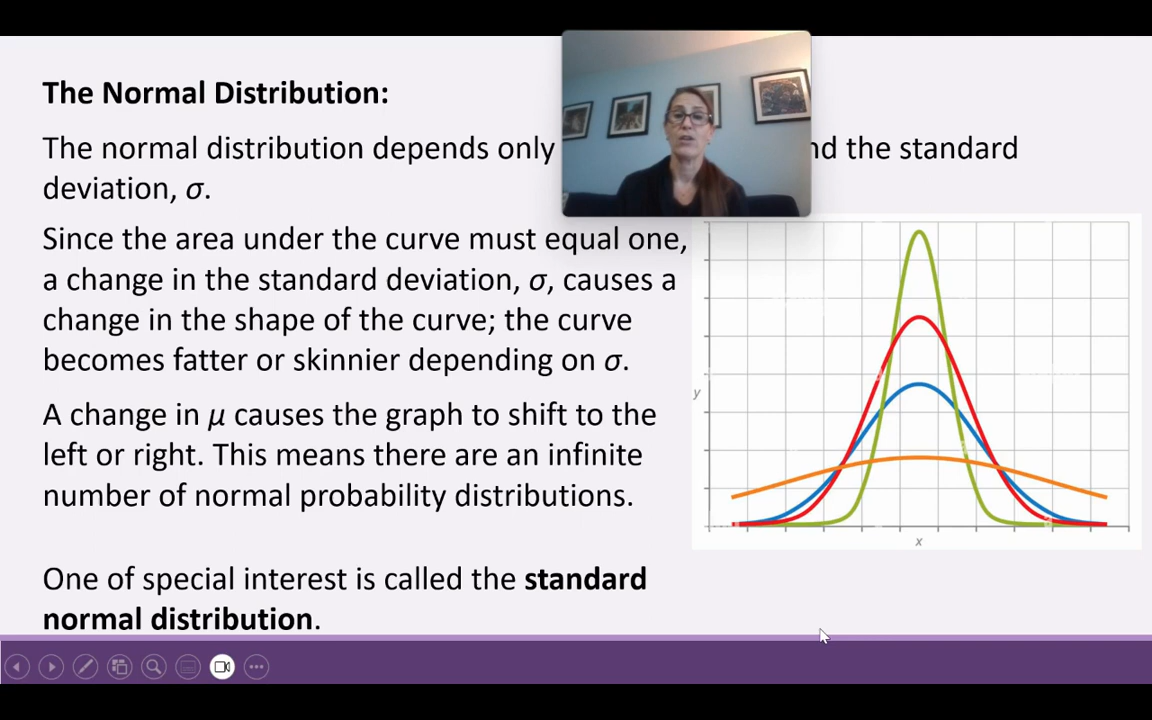 The Normal Distribution:
The normal distribution depends only nd the standard
deviation, σ.
Since the area under the curve must equal one,
a change in the standard deviation, σ, causes a
change in the shape of the curve; the curve
becomes fatter or skinnier depending on σ.
A change in μ causes the graph to shift to the
left or right. This means there are an infinite
number of normal probability distributions.
One of special interest is called the standard
normal distribution.
y
x